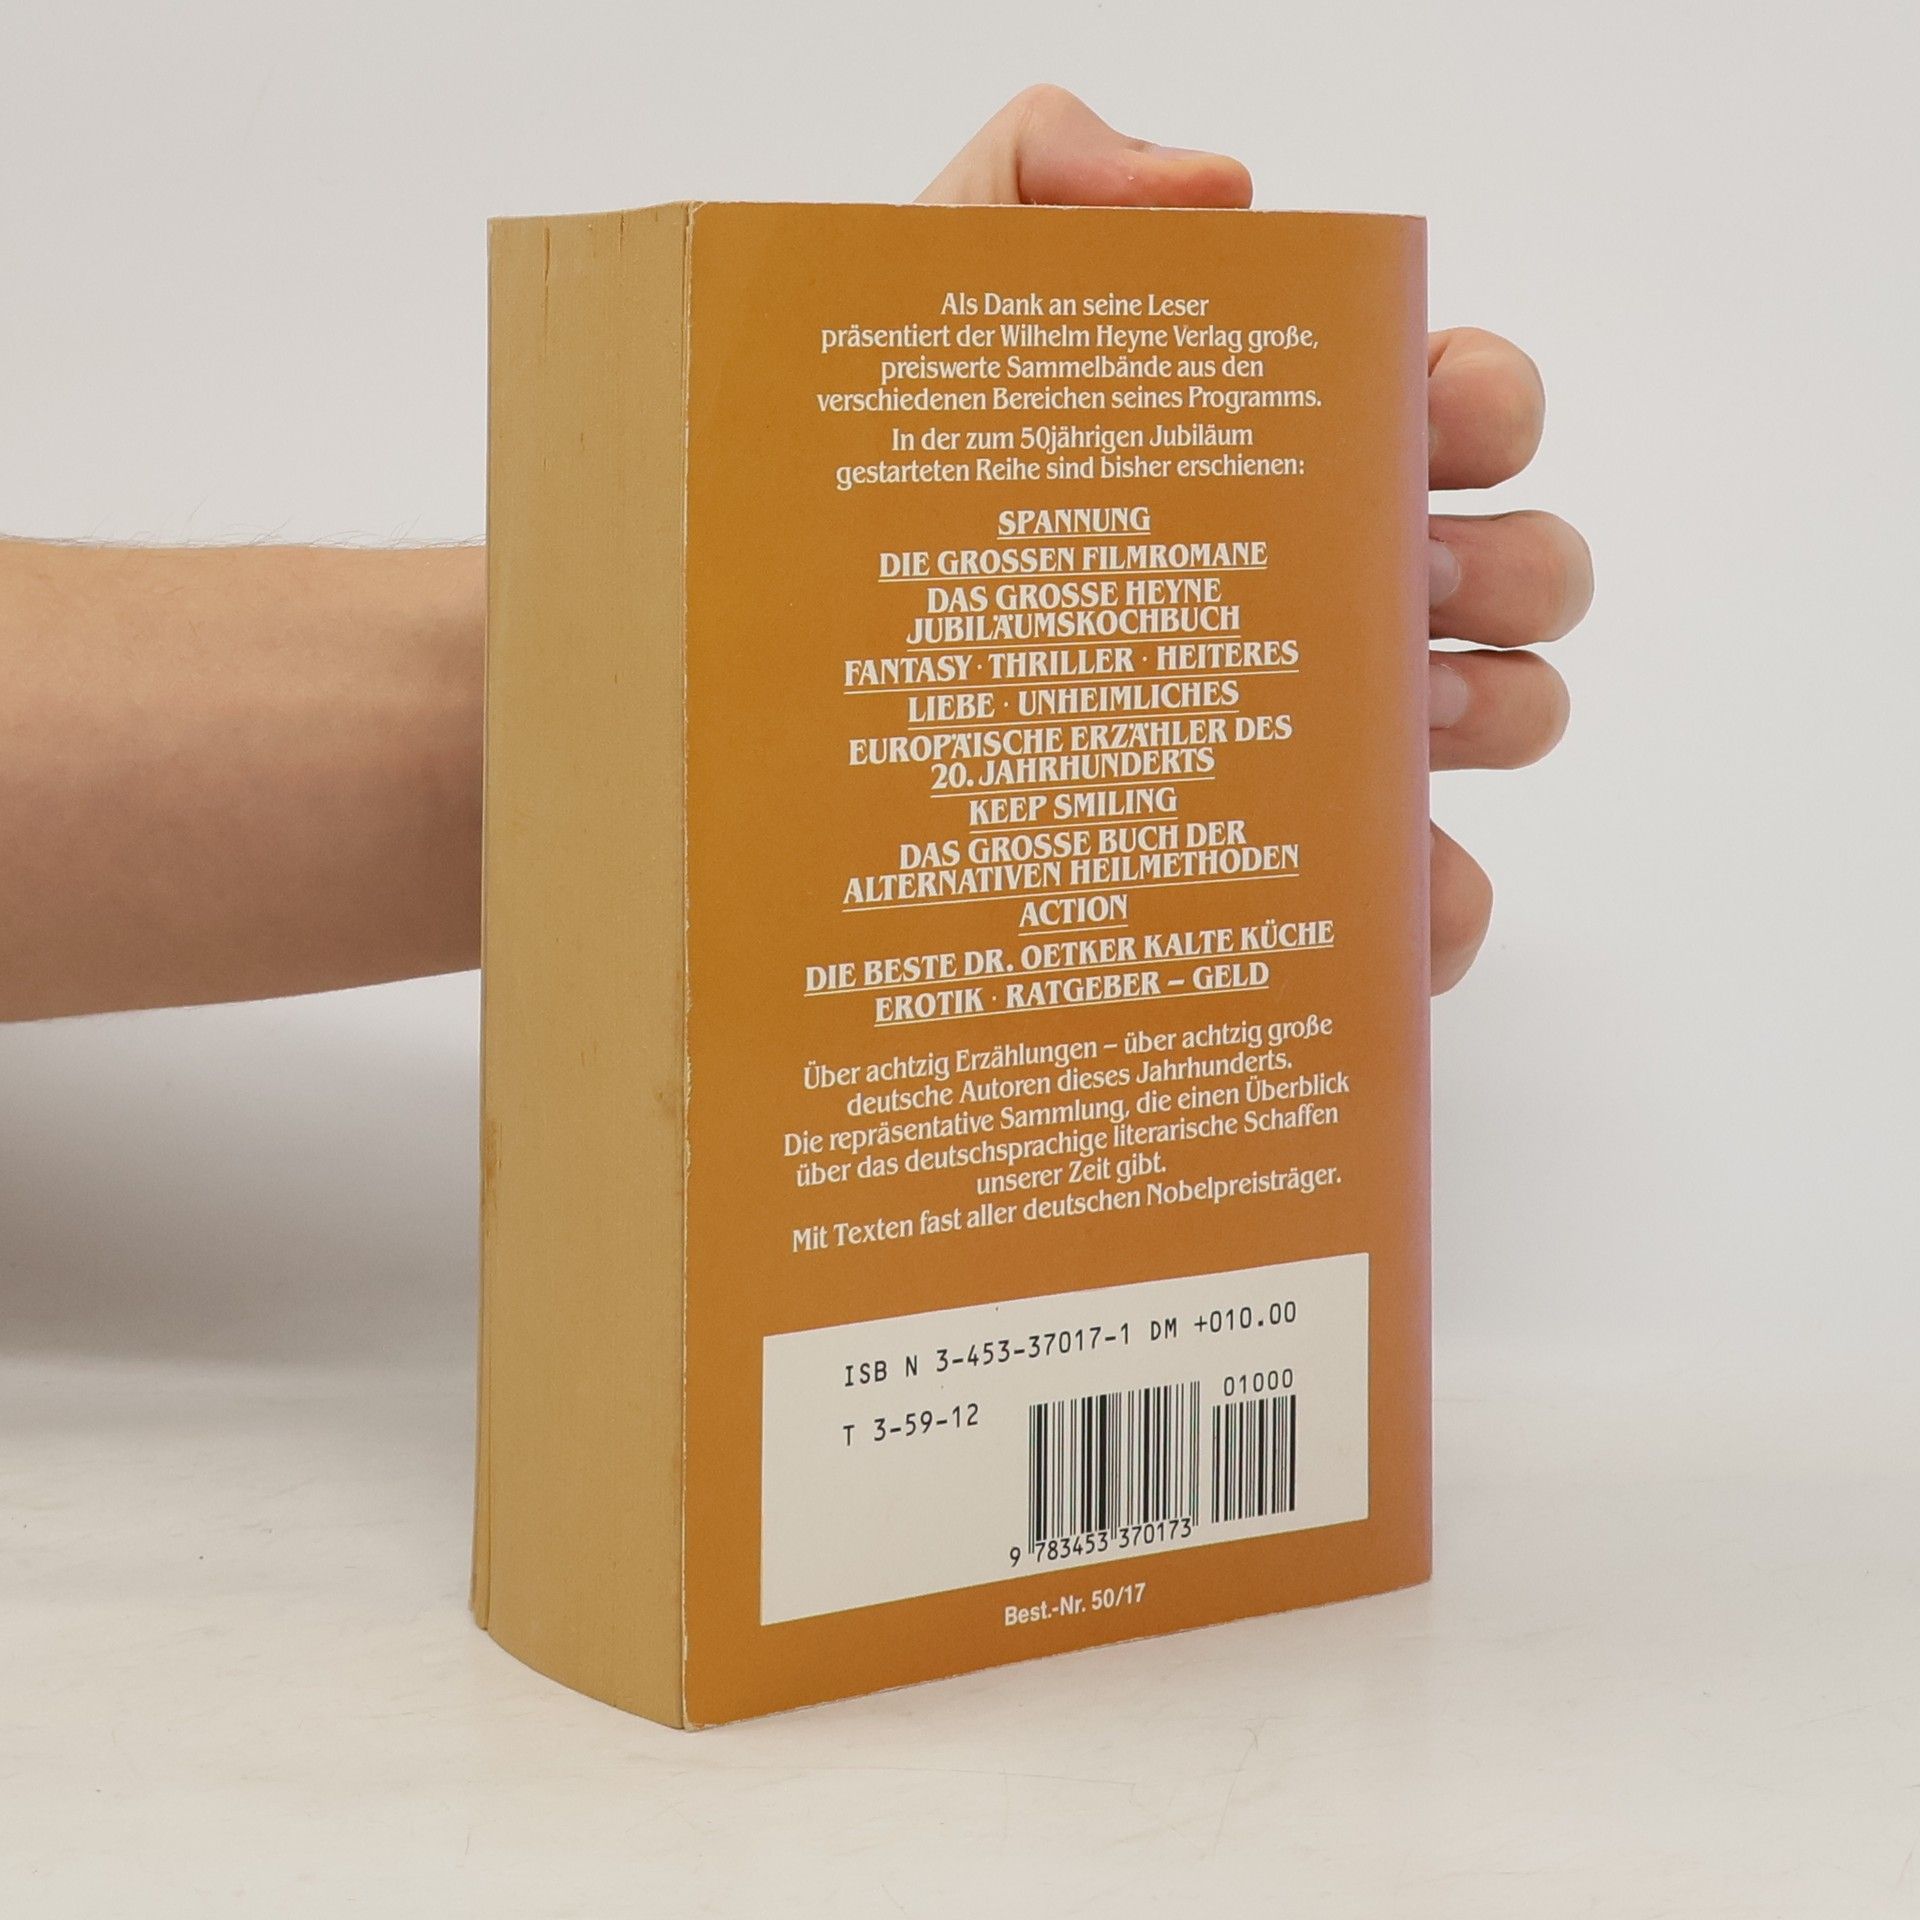 Als Dank an seine Leser
präsentiert der Wilhelm Heyne Verlag große,
preiswerte Sammelbände aus den
verschiedenen Bereichen seines Programms.
In der zum 50jährigen Jubiläum
gestarteten Reihe sind bisher erschienen:
SPANNUNG
DIE GROSSEN FILMROMANE
DAS GROSSE HEYNE
JUBILÄUMSKOCHBUCH
FANTASY · THRILLER · HEITERES
LIEBE · UNHEIMLICHES
EUROPÄISCHE ERZÄHLER DES
20. JAHRHUNDERTS
KEEP SMILING
DAS GROSSE BUCH DER
ALTERNATIVEN HEILMETHODEN
ACTION
DIE BESTE DR. OETKER KALTE KÜCHE
EROTIK · RATGEBER – GELD
Über achtzig Erzählungen – über achtzig große
deutsche Autoren dieses Jahrhunderts.
Die repräsentative Sammlung, die einen Überblick
über das deutschsprachige literarische Schaffen
unserer Zeit gibt.
Mit Texten fast aller deutschen Nobelpreisträger.
ISB N 3-453-37017-1 DM +010.00
01000
T 3-59-12
9 783453 370173
Best.-Nr. 50/17